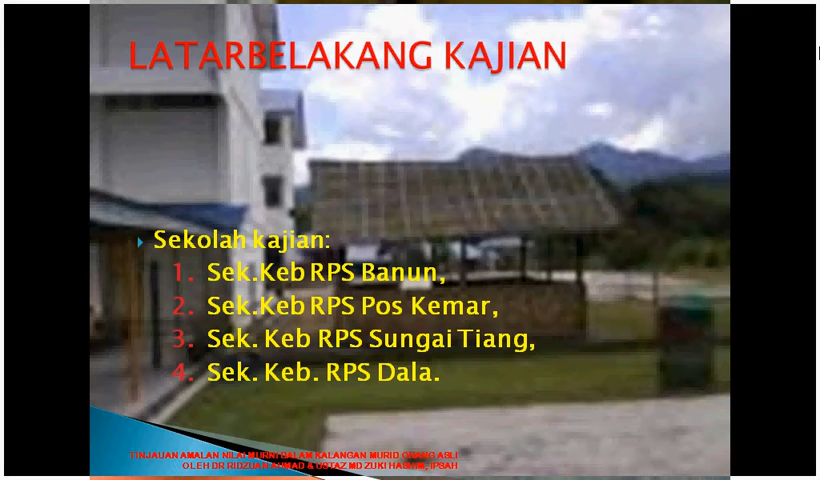 LATARBELAKANG KAJIAN
Sekolah kajian:
1. Sek.Keb RPS Banun,
2. Sek.Keb RPS Pos Kemar,
3. Sek. Keb RPS Sungai Tiang,
4. Sek. Keb. RPS Dala.
TINJAUAN AMALAN NILAI MURNI DALAM KALANGAN MURID ORANG ASLI
OLEH DR RIDZUAN AHMAD & USTAZ MD ZUKI HASHIM, IPSAH